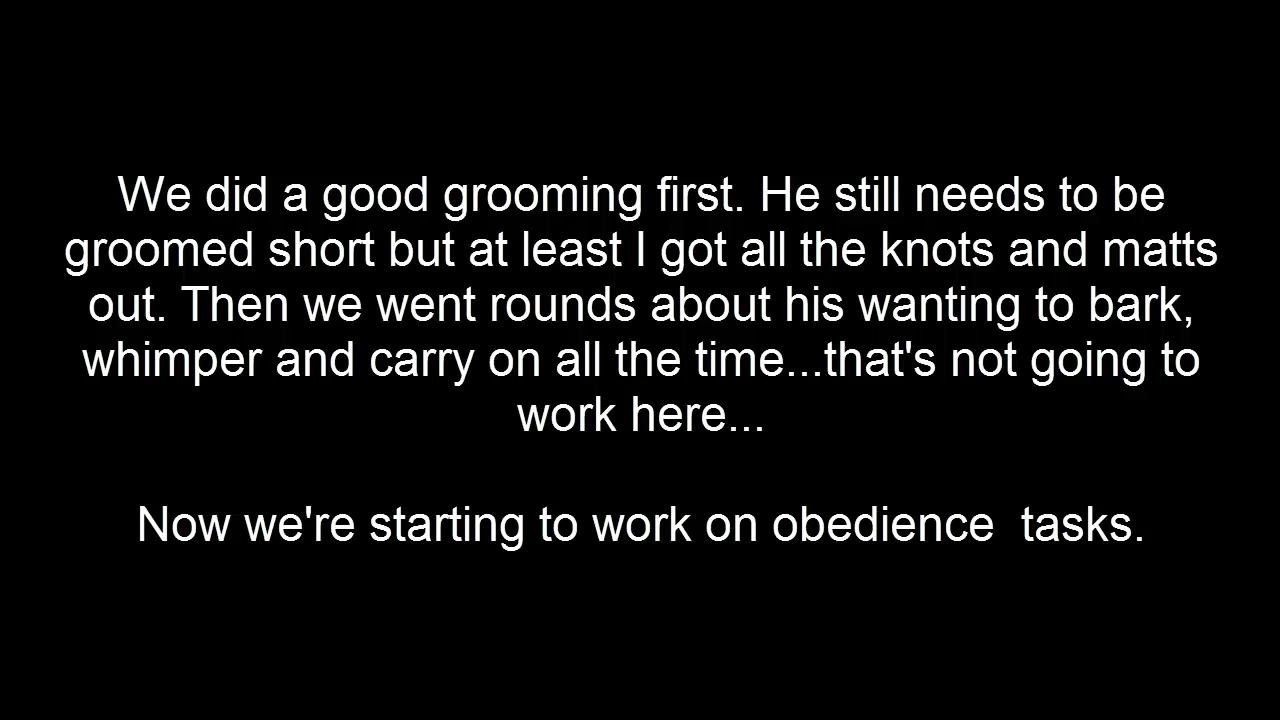 We did a good grooming first. He still needs to be
groomed short but at least I got all the knots and matts
out. Then we went rounds about his wanting to bark,
whimper and carry on all the time...that's not going to
work here...
Now we're starting to work on obedience  tasks.